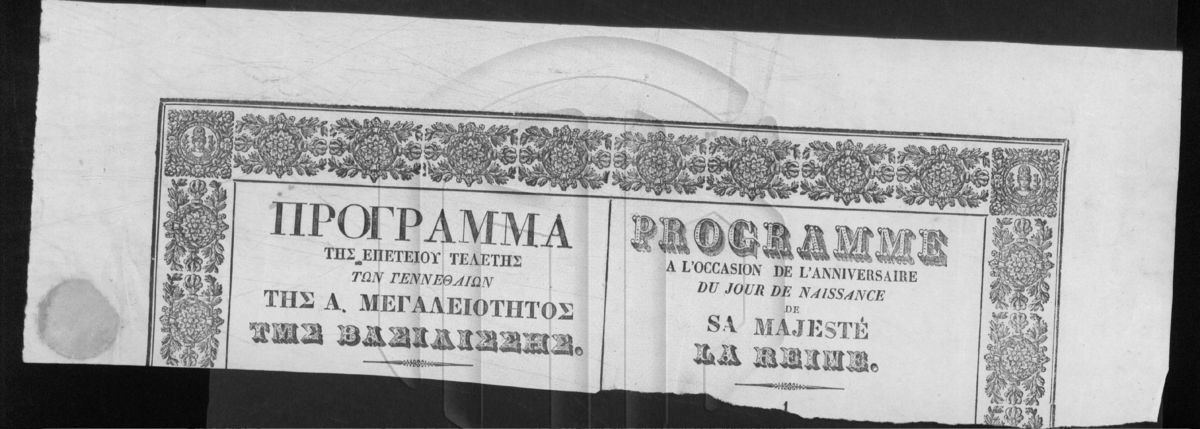 ΠΡΟΓΡΑΜΜΑ
ΤΗΣ ΕΠΕΤΕΙΟΥ ΤΕΛΕΤΗΣ
ΤΩΝ ΓΕΝΝΕΘΛΙΩΝ
ΤΗΣ Α. ΜΕΓΑΛΕΙΟΤΗΤΟΣ
ΤΗΣ ΒΑΣΙΛΙΣΣΗΣ.
PROGRAMME
A L'OCCASION DE L'ANNIVERSAIRE
DU JOUR DE NAISSANCE
DE
SA MAJESTÉ
LA REINE.